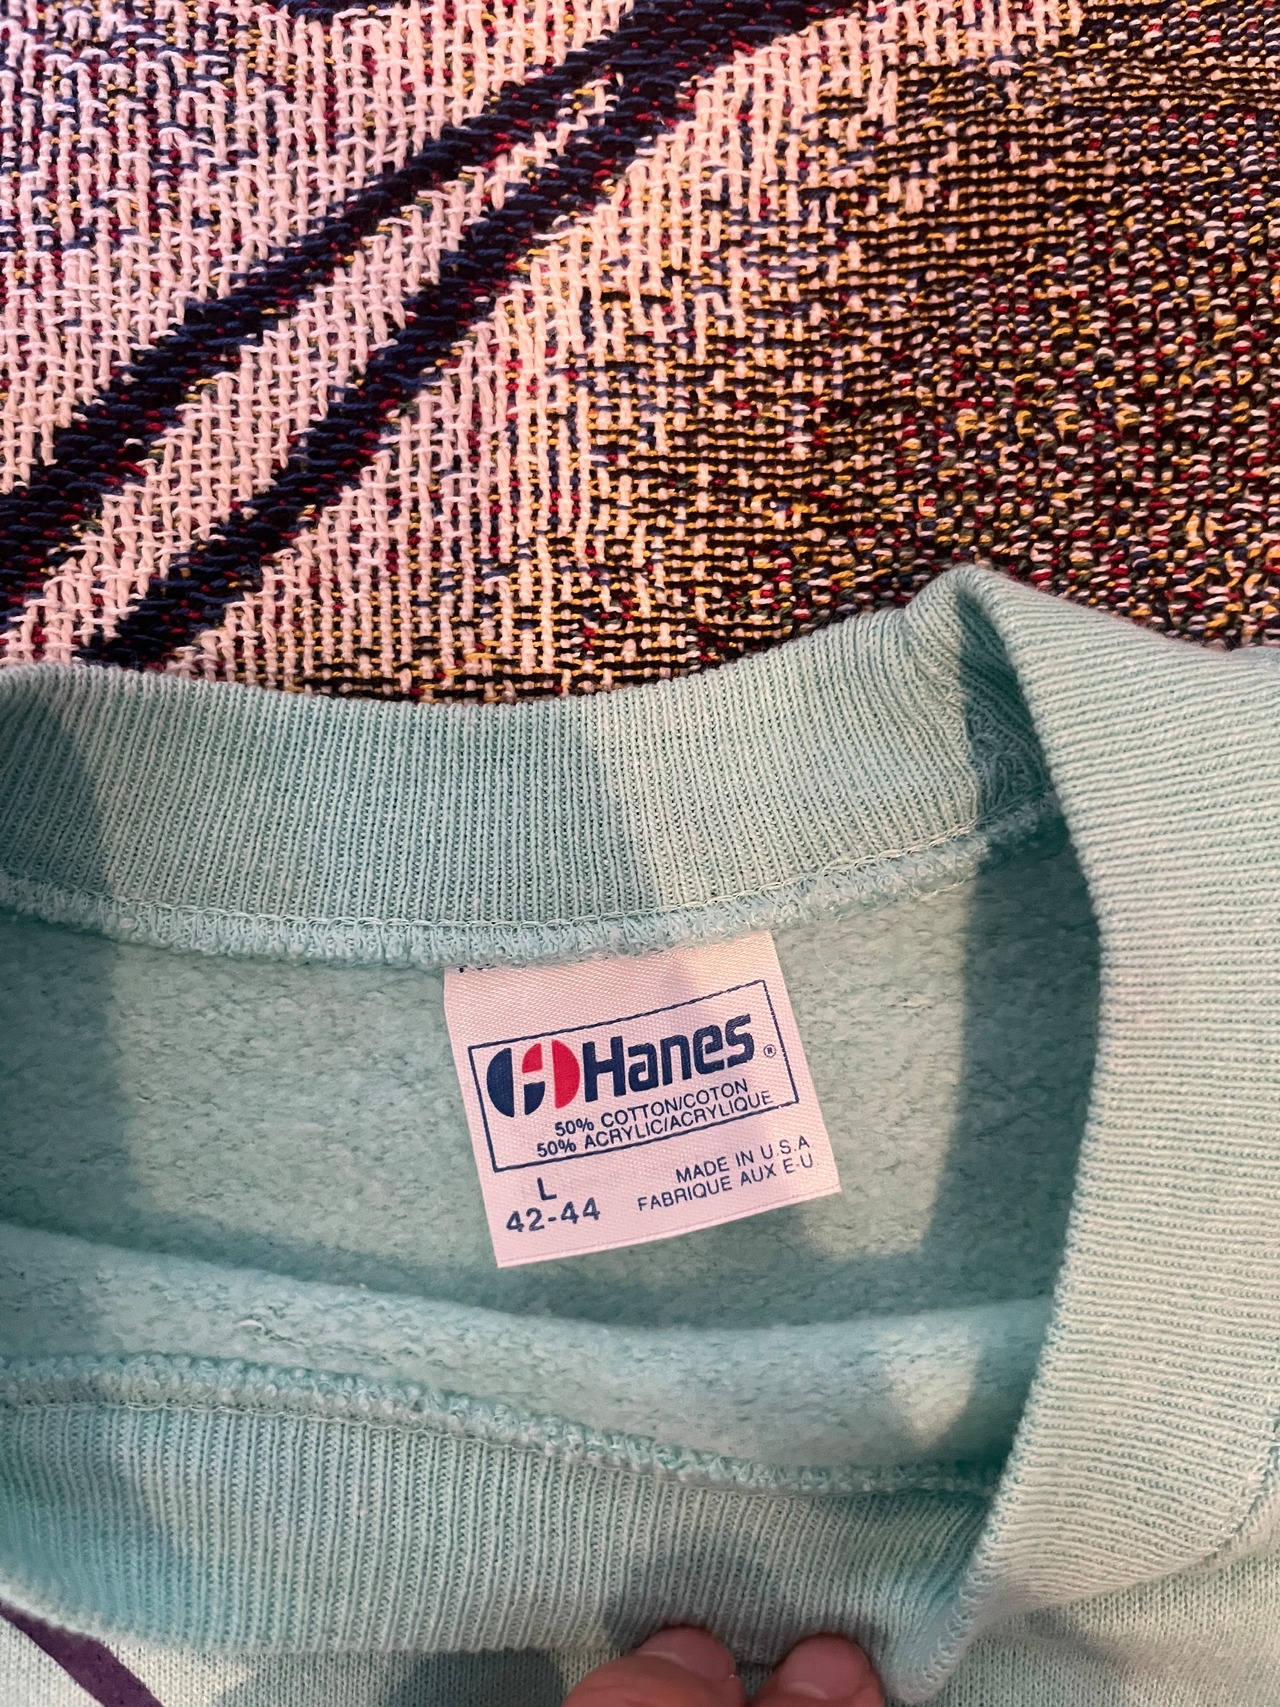 Hanes®
50% COTTON/COTON
50% ACRYLIC/ACRYLIQUE
L
42-44
MADE IN U.S.A
FABRIQUE AUX E.U.